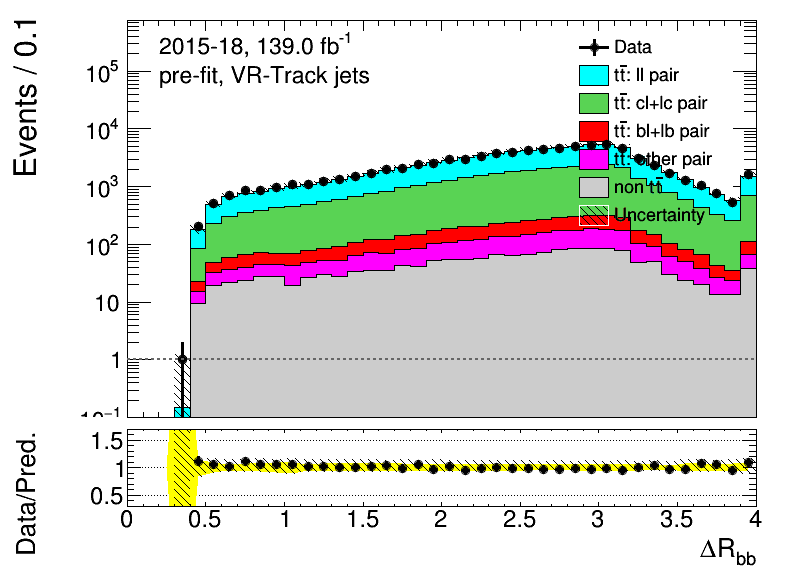 2015-18, 139.0 fb⁻¹
pre-fit, VR-Track jets
Data
tt̄: ll pair
tt̄: cl+lc pair
tt̄: bl+lb pair
tt̄: other pair
non tt̄
Uncertainty
Events / 0.1
10⁵
10⁴
10³
10²
10
1
10⁻¹
Data/Pred.
1.5
1
0.5
0 0.5 1 1.5 2 2.5 3 3.5 4
ΔR_bb